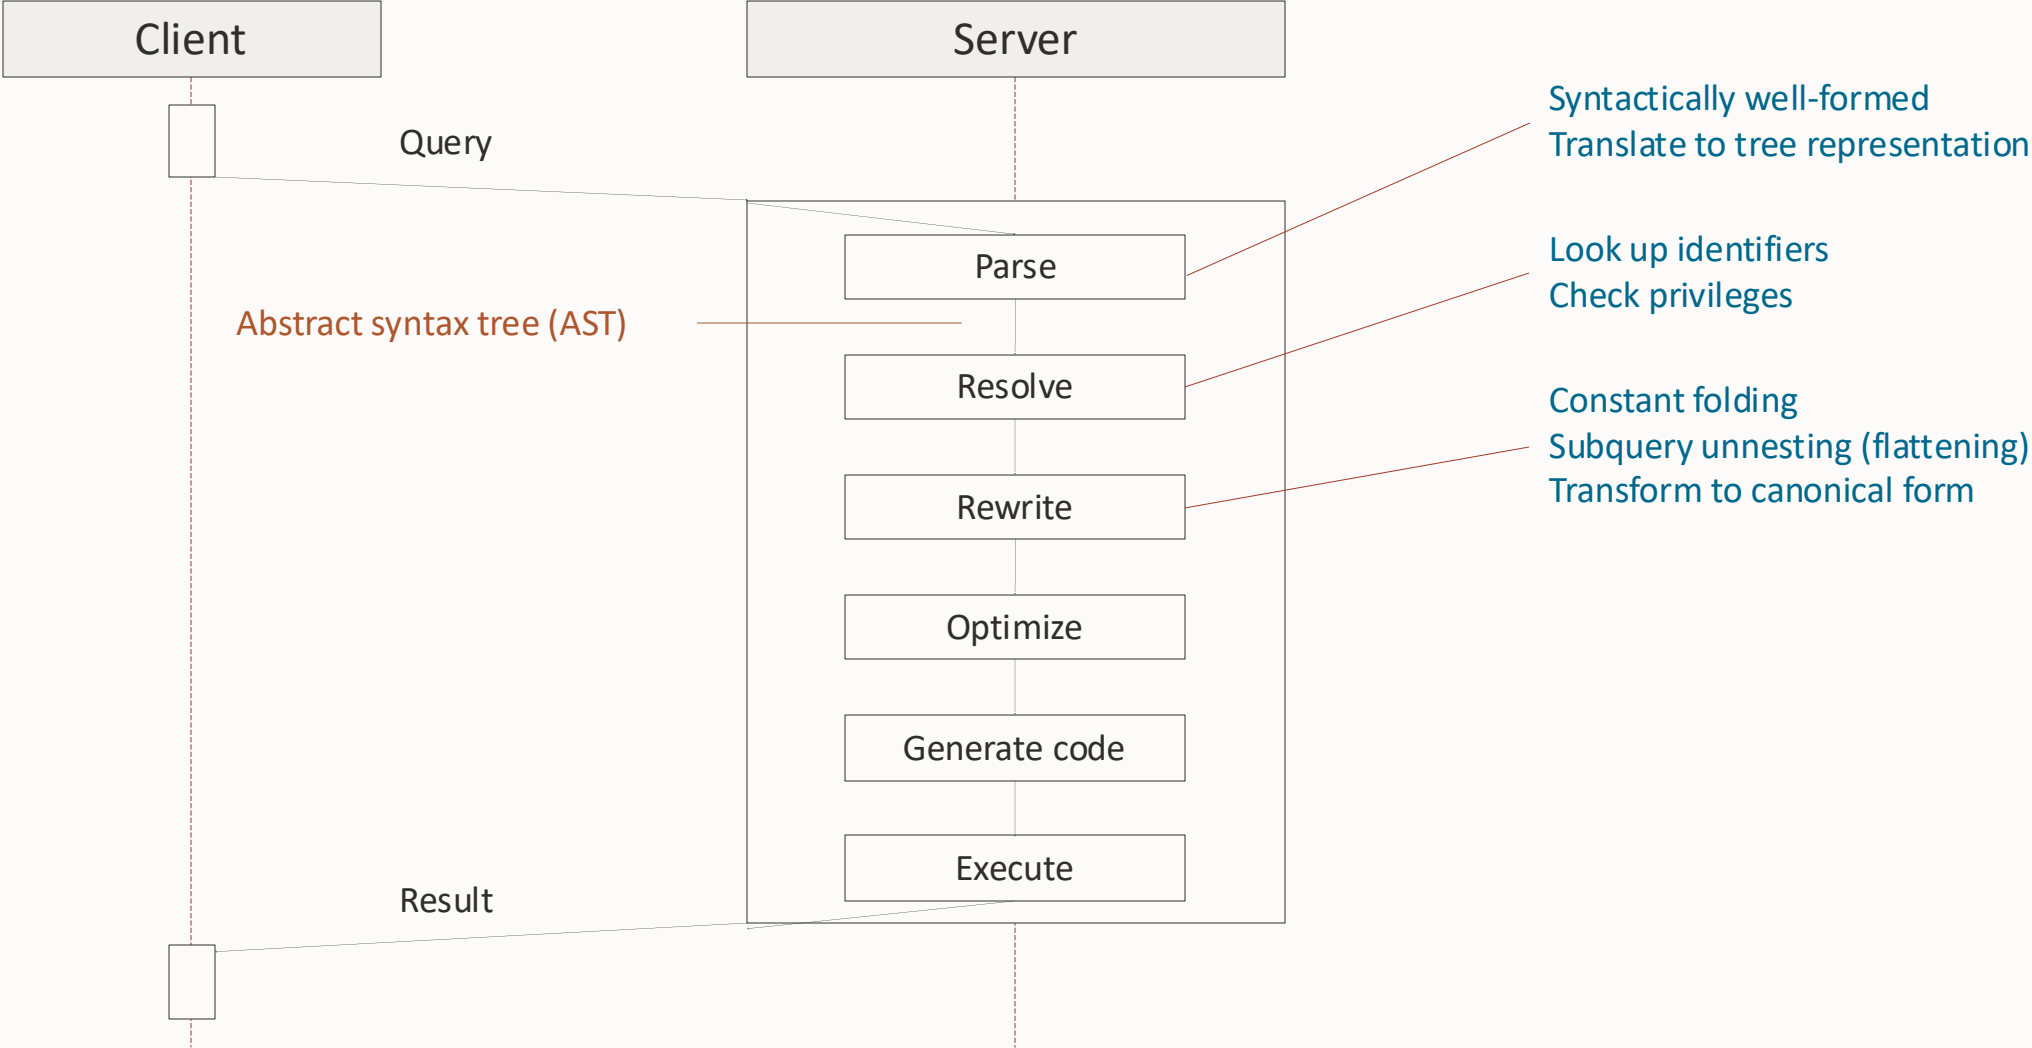 Client
Server
Query
Syntactically well-formed
Translate to tree representation
Parse
Abstract syntax tree (AST)
Look up identifiers
Check privileges
Resolve
Constant folding
Subquery unnesting (flattening)
Transform to canonical form
Rewrite
Optimize
Generate code
Execute
Result